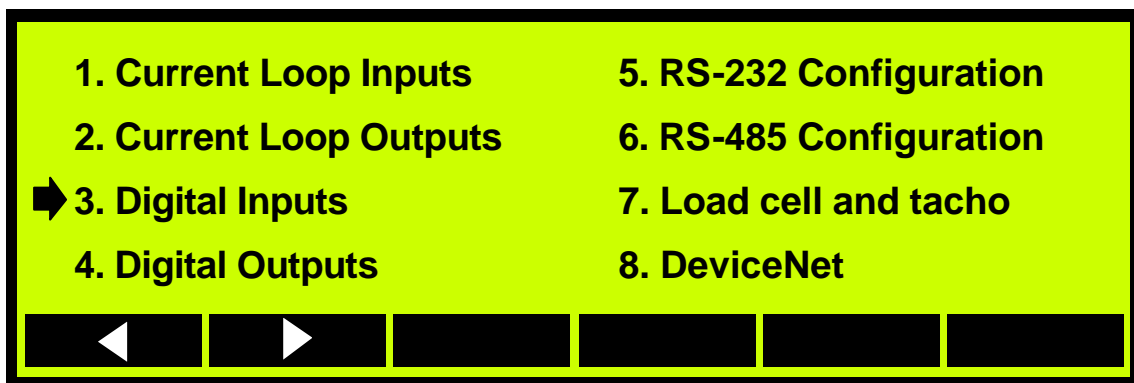 1. Current Loop Inputs
2. Current Loop Outputs
3. Digital Inputs
4. Digital Outputs
5. RS-232 Configuration
6. RS-485 Configuration
7. Load cell and tacho
8. DeviceNet